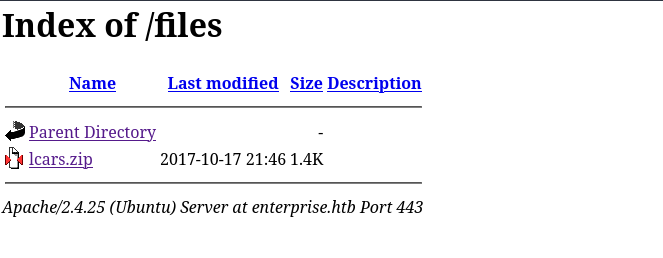 Index of /files
Name Last modified Size Description
Parent Directory -
lcars.zip 2017-10-17 21:46 1.4K
Apache/2.4.25 (Ubuntu) Server at enterprise.htb Port 443